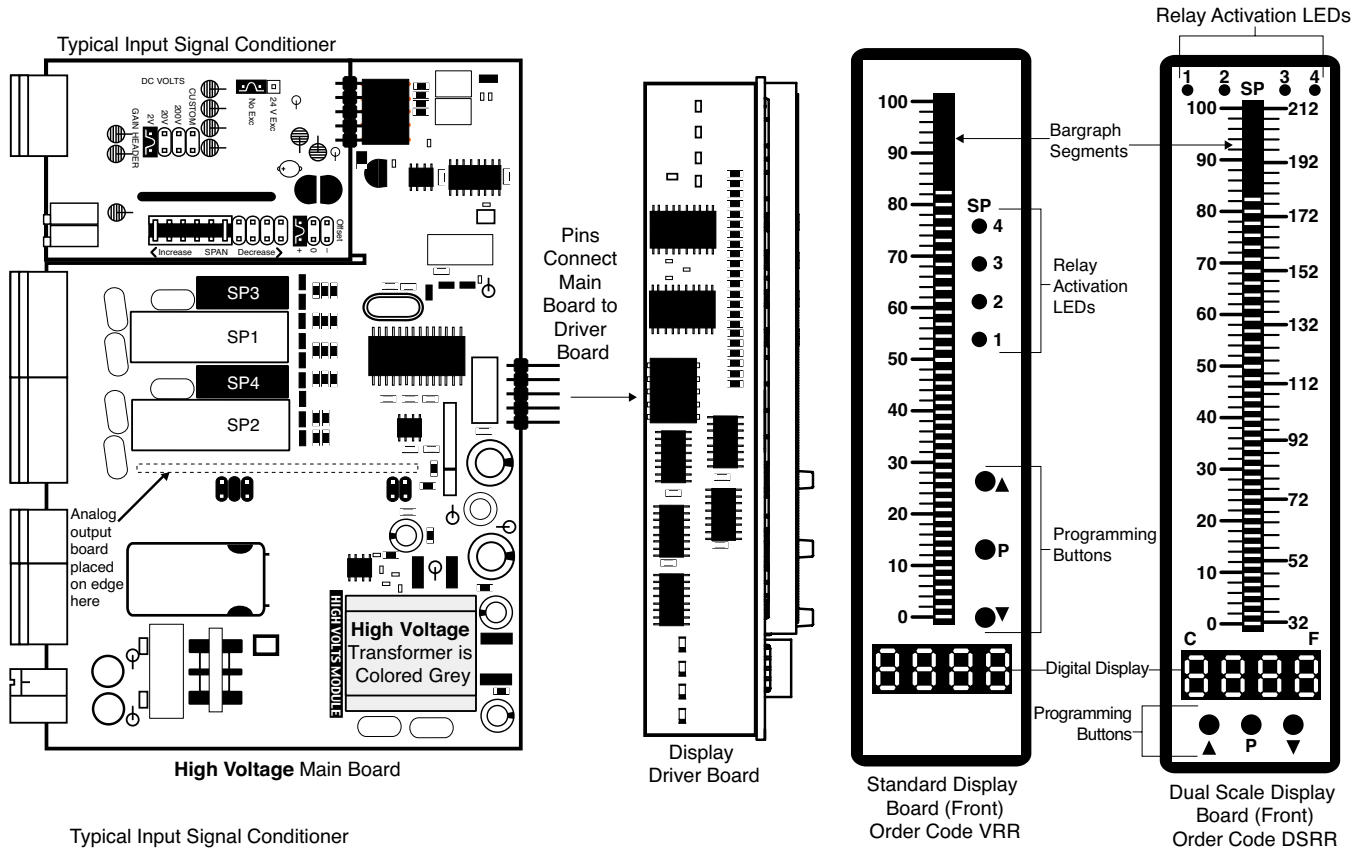 Relay Activation LEDs
Typical Input Signal Conditioner
DC VOLTS
CUSTOM
200V
20V
2V
GAIN HEADER
24 V Exc
No Exc
Offset
+ 0 –
Increase SPAN Decrease
SP3
SP1
SP4
SP2
Analog
output
board
placed
on edge
here
HIGH VOLTS MODULE
High Voltage
Transformer is
Colored Grey
High Voltage Main Board
Pins
Connect
Main
Board to
Driver
Board
Display
Driver Board
100
90
80
70
60
50
40
30
20
10
0
SP
4
3
2
1
P
Bargraph
Segments
Relay
Activation
LEDs
Programming
Buttons
Digital Display
Programming
Buttons
8888
Standard Display
Board (Front)
Order Code VRR
1 2 SP 3 4
100 212
90 192
80 172
70 152
60 132
50 112
40 92
30 72
20 52
10 32
0
C F
8888
P
Dual Scale Display
Board (Front)
Order Code DSRR
Typical Input Signal Conditioner